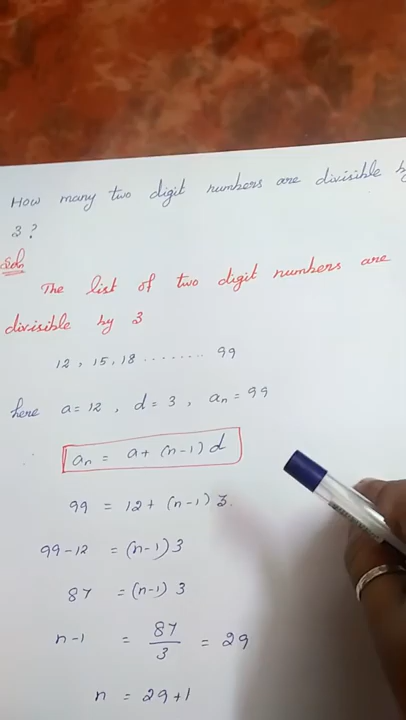 How many two digit numbers are divisible by
3?
Soln
The list of two digit numbers are
divisible by 3
12, 15, 18 ........ 99
here a = 12, d = 3, an = 99
∴ an = a + (n-1) d
99 = 12 + (n-1) 3.
99-12 = (n-1) 3
87 = (n-1) 3
n-1 = 87/3 = 29
n = 29+1